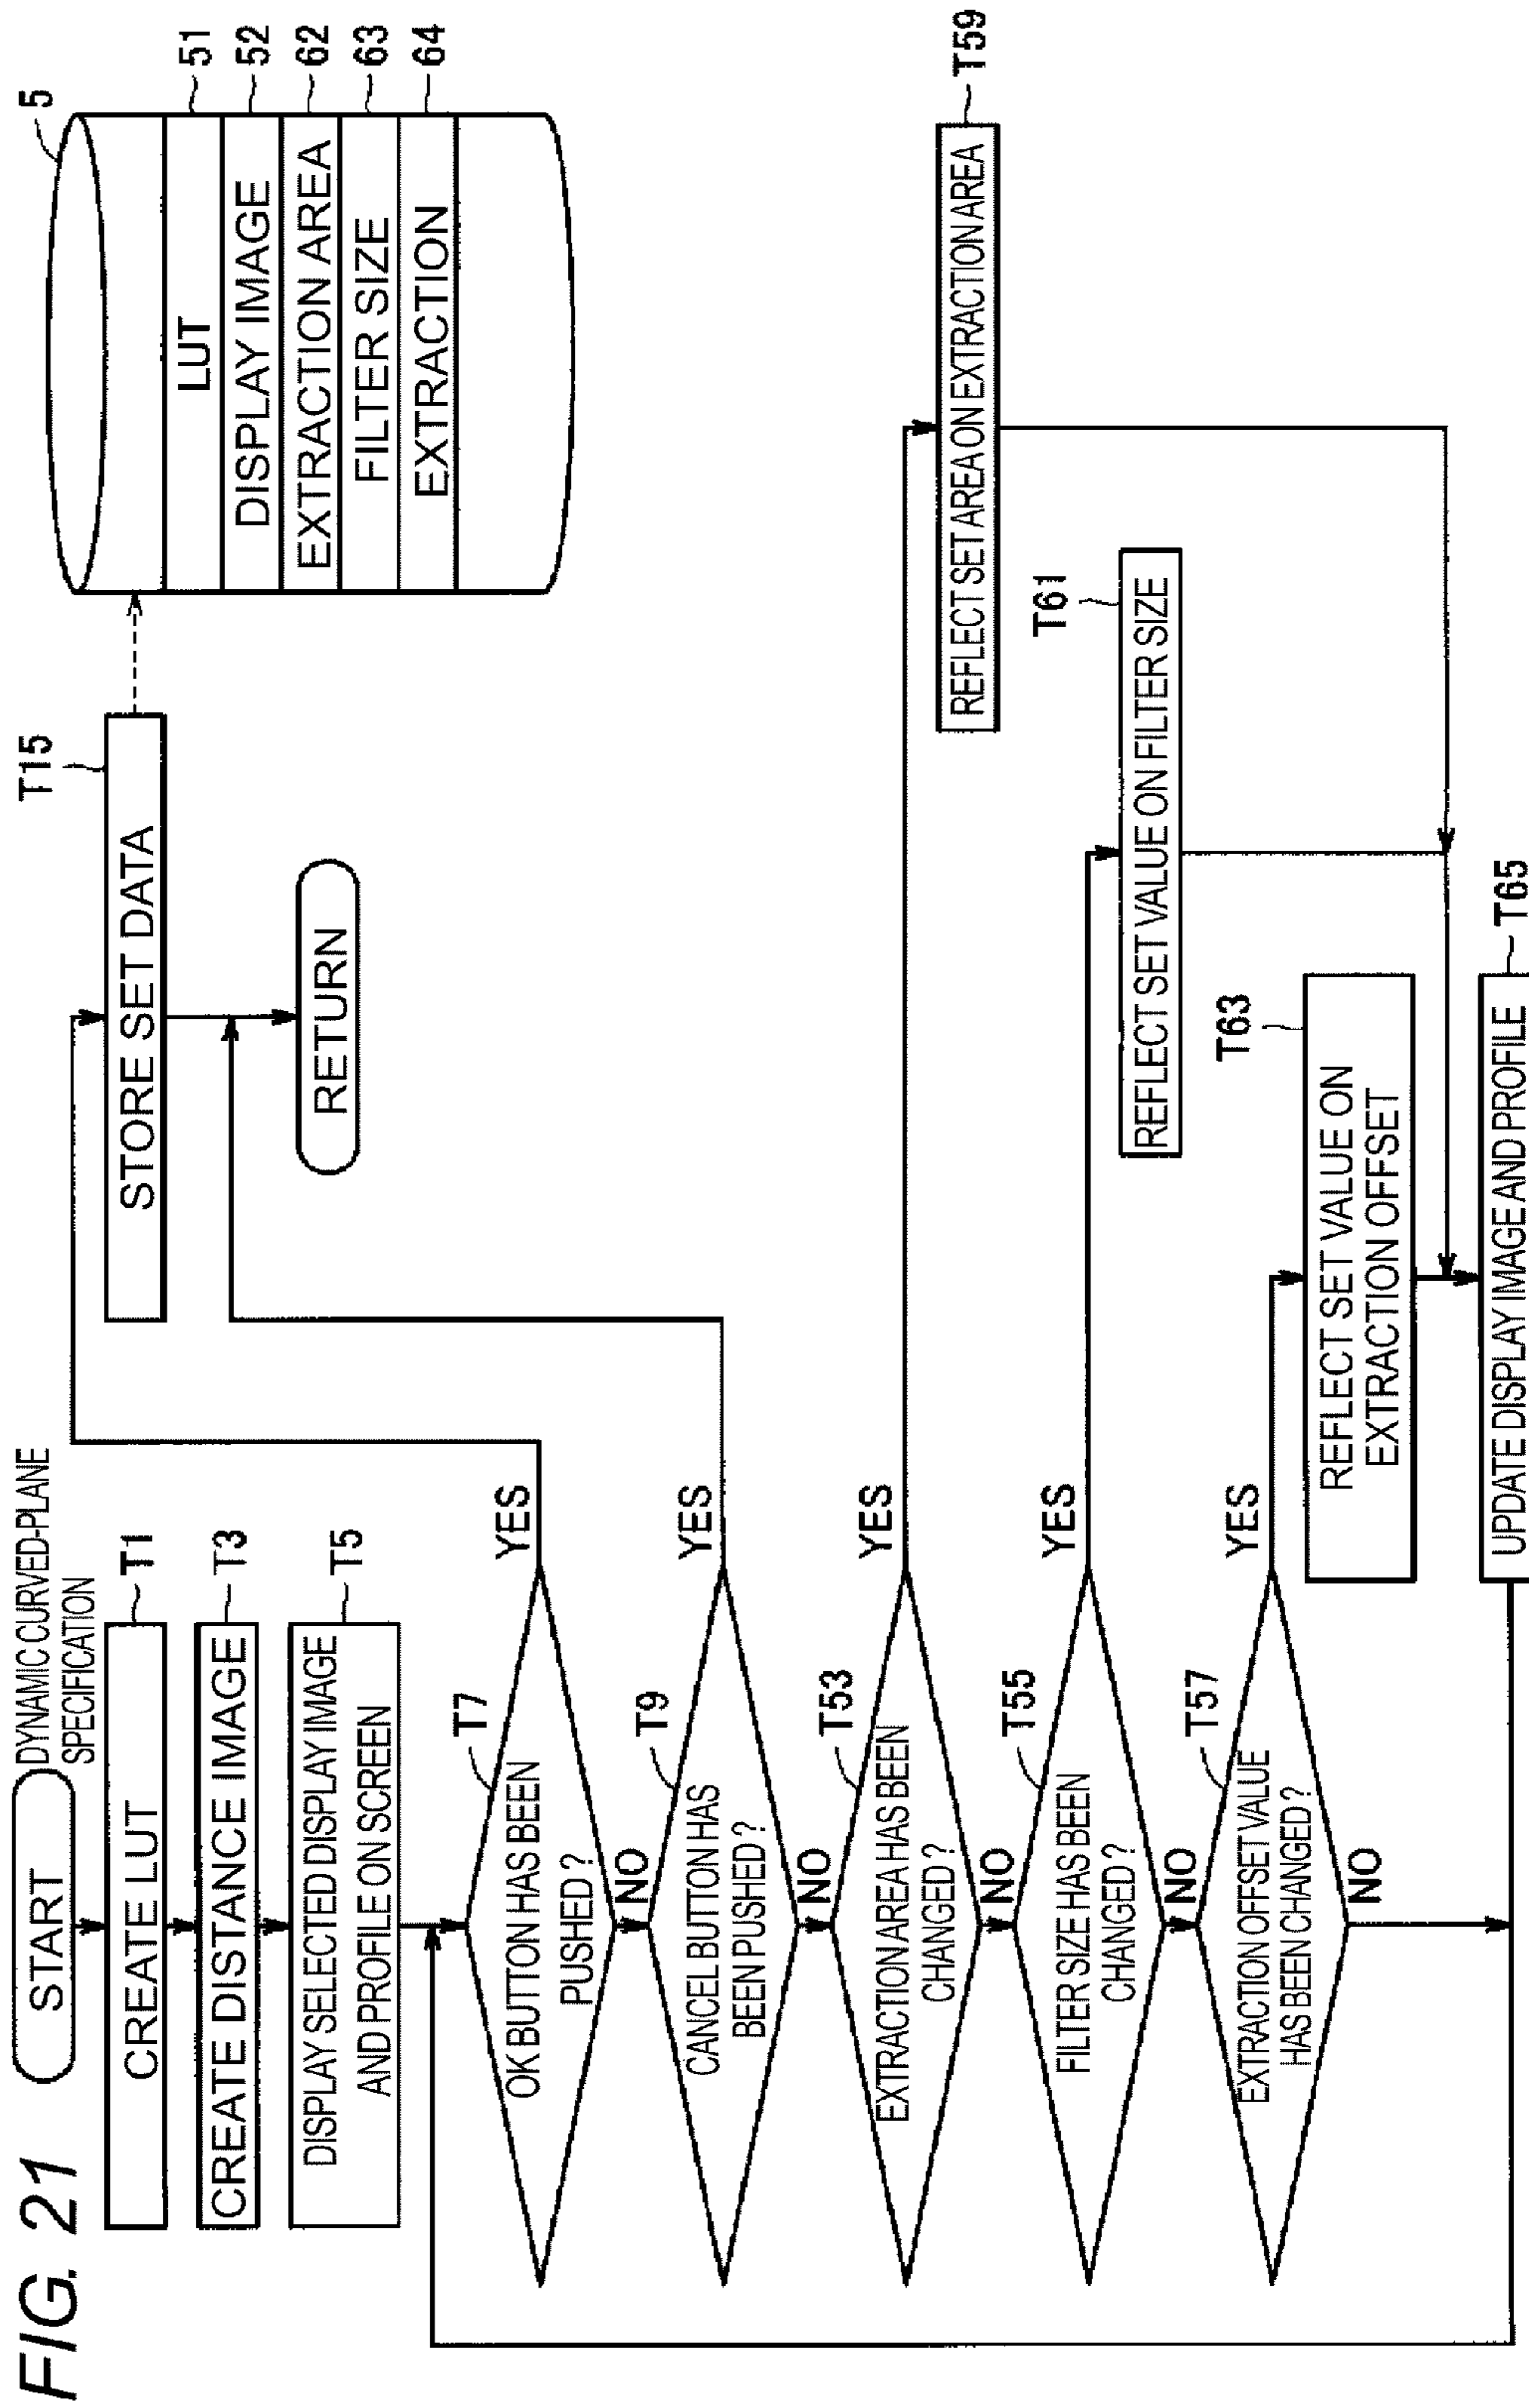 FIG. 21
START
DYNAMIC CURVED-PLANE
SPECIFICATION
CREATE LUT
T1
CREATE DISTANCE IMAGE
T3
DISPLAY SELECTED DISPLAY IMAGE
AND PROFILE ON SCREEN
T5
OK BUTTON HAS BEEN
PUSHED ?
T7
YES
NO
STORE SET DATA
T15
RETURN
5
LUT
51
DISPLAY IMAGE
52
EXTRACTION AREA
62
FILTER SIZE
63
EXTRACTION
64
CANCEL BUTTON HAS
BEEN PUSHED ?
T9
YES
NO
EXTRACTION AREA HAS BEEN
CHANGED ?
T53
YES
NO
REFLECT SET AREA ON EXTRACTION AREA
T59
FILTER SIZE HAS BEEN
CHANGED ?
T55
YES
NO
REFLECT SET VALUE ON FILTER SIZE
T61
EXTRACTION OFFSET VALUE
HAS BEEN CHANGED ?
T57
YES
NO
REFLECT SET VALUE ON
EXTRACTION OFFSET
T63
UPDATE DISPLAY IMAGE AND PROFILE
T65